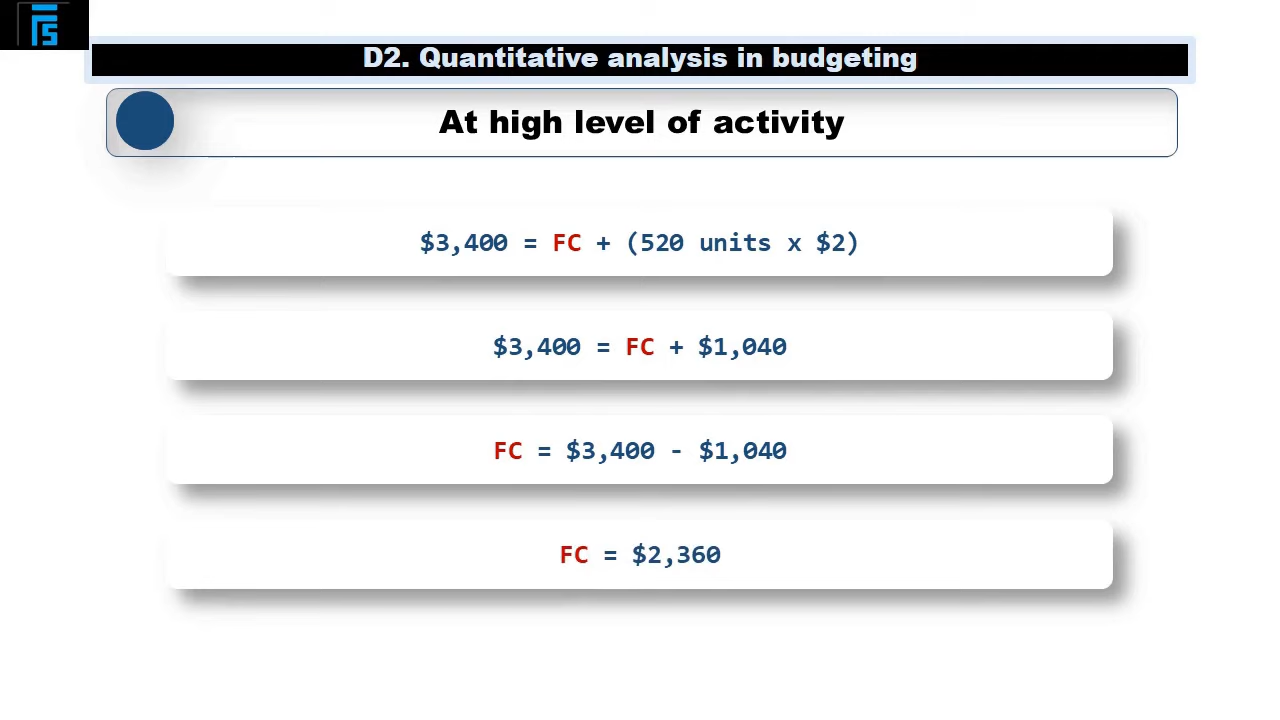 D2. Quantitative analysis in budgeting
At high level of activity
$3,400 = FC + (520 units x $2)
$3,400 = FC + $1,040
FC = $3,400 - $1,040
FC = $2,360